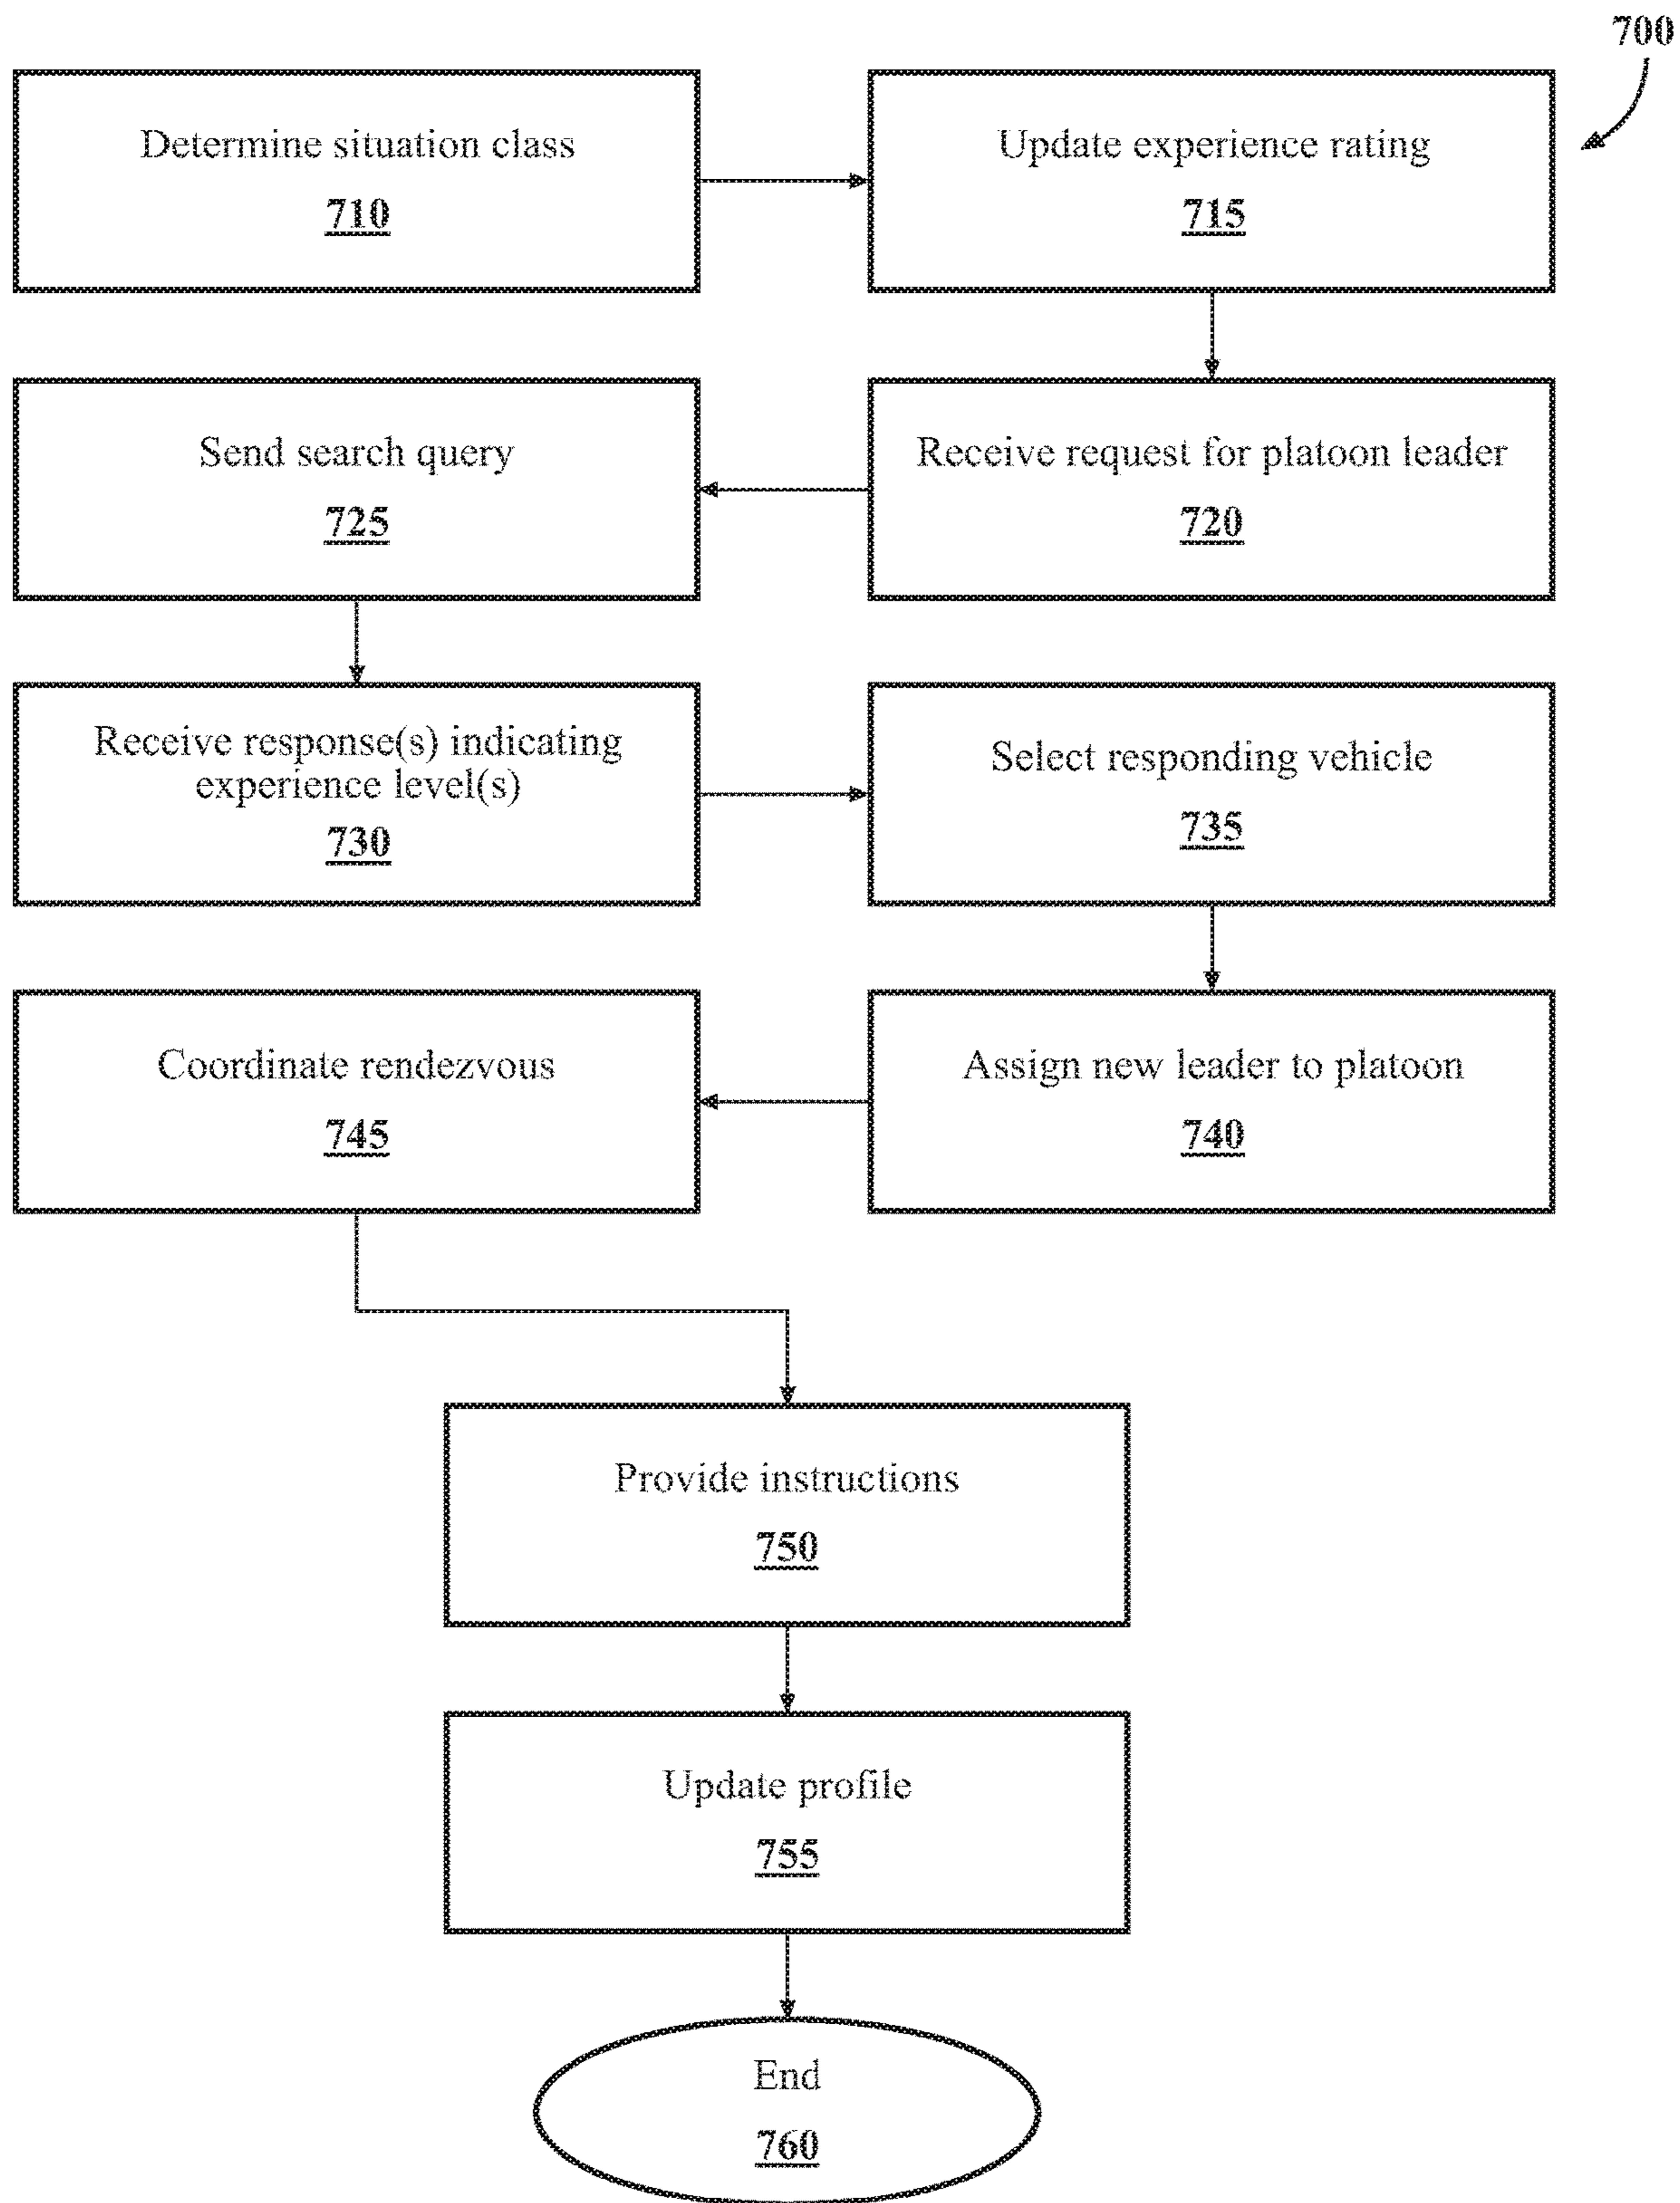 700
Determine situation class
710
Update experience rating
715
Receive request for platoon leader
720
Send search query
725
Receive response(s) indicating
experience level(s)
730
Select responding vehicle
735
Assign new leader to platoon
740
Coordinate rendezvous
745
Provide instructions
750
Update profile
755
End
760